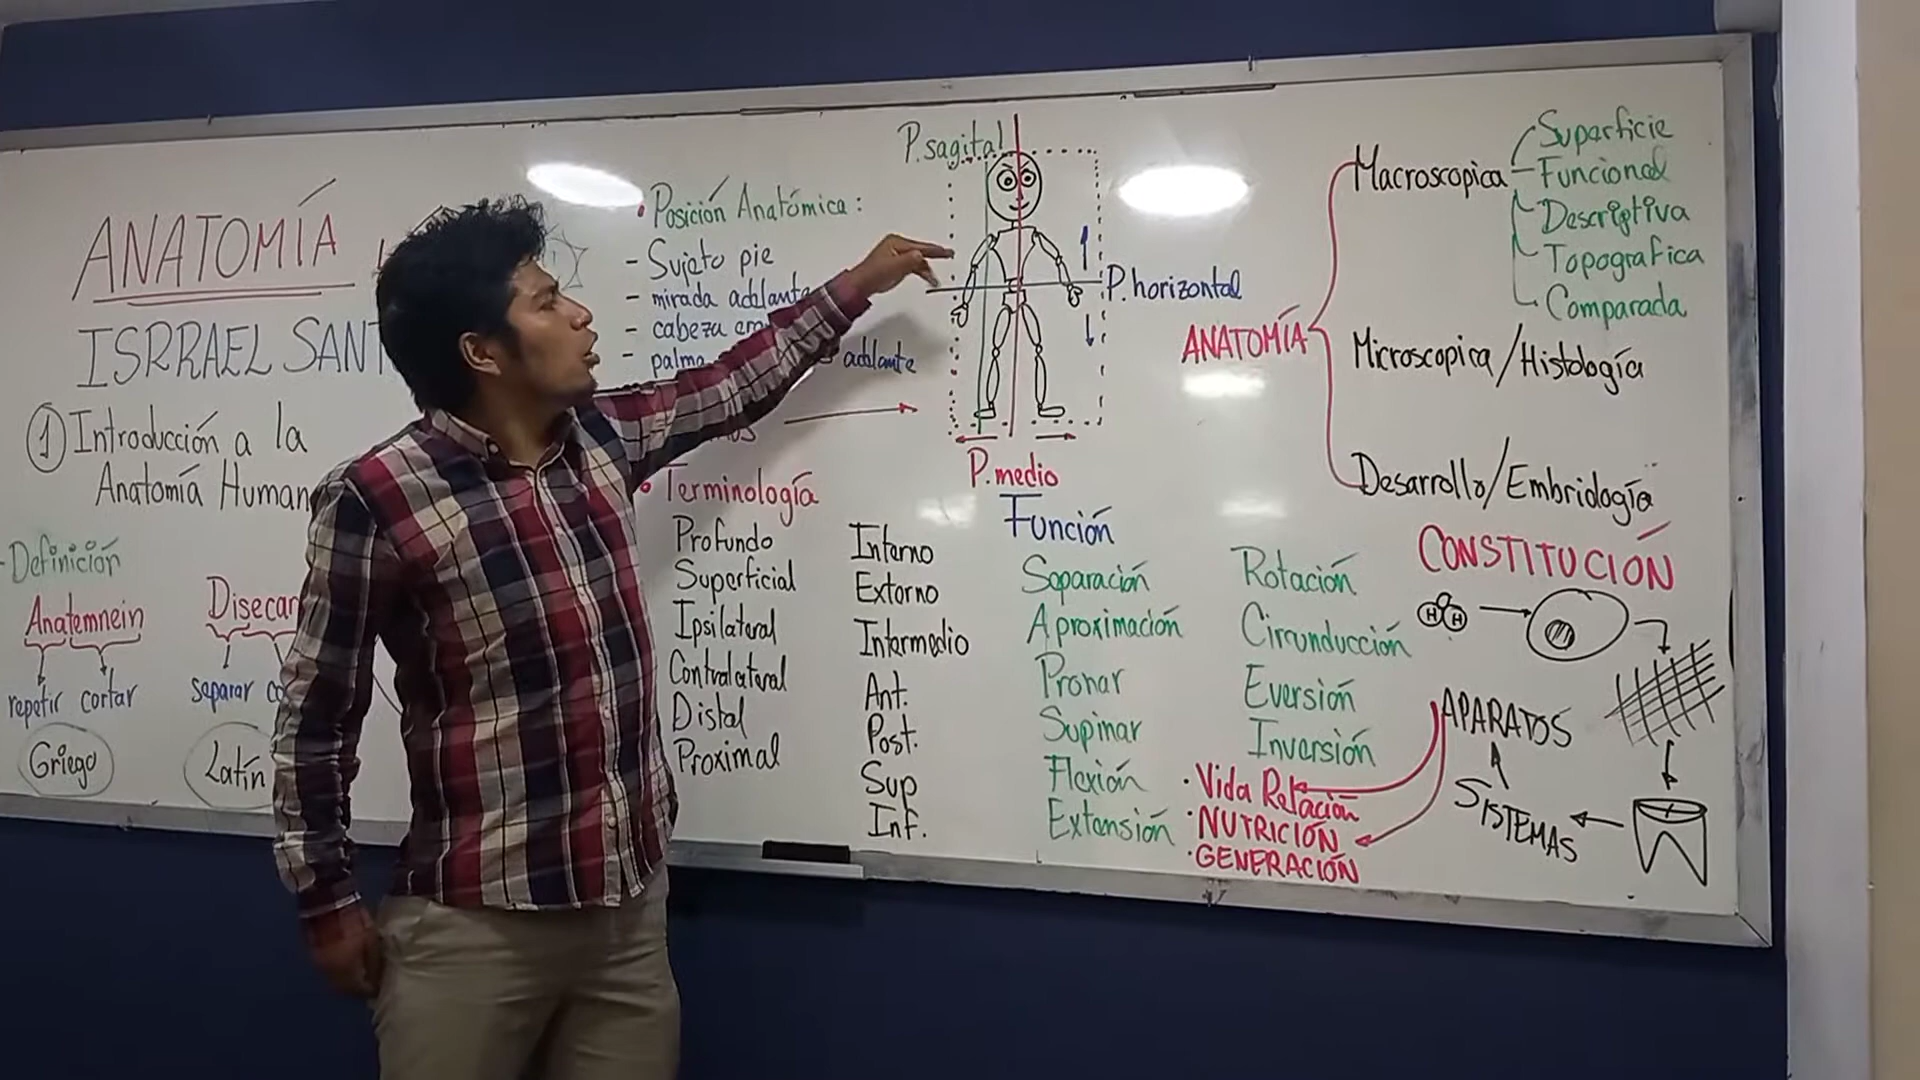 ANATOMÍA
ISRRAEL
① Introducción a la
Anatomía
- Definición
Anatemnein
repetir cortar
Griego
Disecar
separar
Latín
• Posición Anatómica:
- Sujeto pie
- mirada adelante
- cabeza
- palma adelante
P. sagital
P. horizontal
P. medio
• Terminología
Profundo
Superficial
Ipsilateral
Contralateral
Distal
Proximal
Interno
Externo
Intermedio
Ant.
Post.
Sup
Inf.
Función
Separación
Aproximación
Pronar
Supinar
Flexión
Extensión
Rotación
Circunducción
Eversión
Inversión
ANATOMÍA
Macroscopica
Superficie
Funcional
Descriptiva
Topografica
Comparada
Microscopica/Histología
Desarrollo/Embriología
CONSTITUCIÓN
H H
APARATOS
SISTEMAS
• Vida Relación
• NUTRICIÓN
• GENERACIÓN